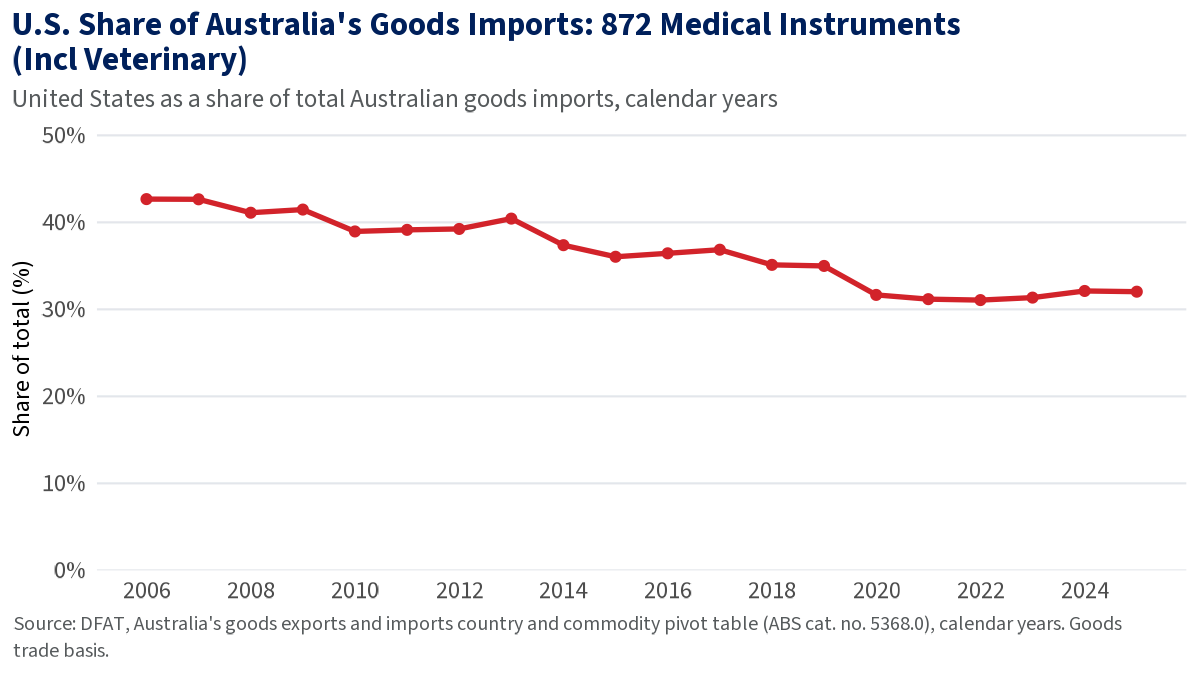 U.S. Share of Australia's Goods Imports: 872 Medical Instruments
(Incl Veterinary)
United States as a share of total Australian goods imports, calendar years
50%
40%
30%
20%
10%
0%
Share of total (%)
2006 2008 2010 2012 2014 2016 2018 2020 2022 2024
Source: DFAT, Australia's goods exports and imports country and commodity pivot table (ABS cat. no. 5368.0), calendar years. Goods
trade basis.